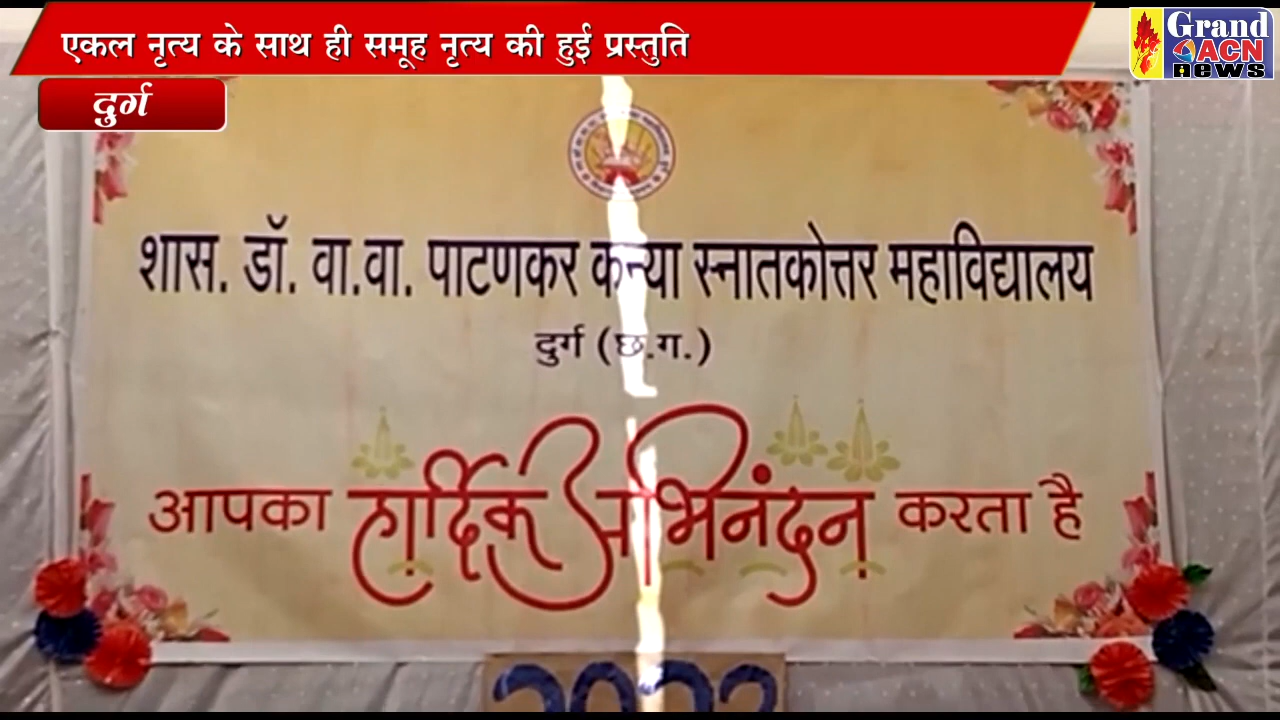 एकल नृत्य के साथ ही समूह नृत्य की हुई प्रस्तुति
Grand
ACN
news
दुर्ग
शास. डॉ. वा.वा. पाटणकर कन्या स्नातकोत्तर महाविद्यालय
दुर्ग (छ.ग.)
आपका हार्दिक अभिनंदन करता है